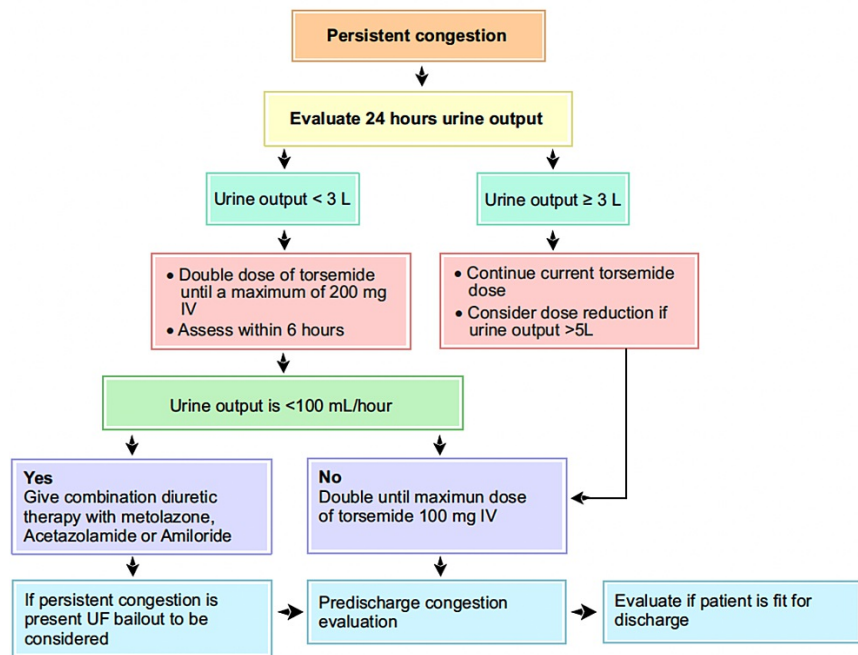 Persistent congestion
Evaluate 24 hours urine output
Urine output < 3 L
Urine output ≥ 3 L
• Double dose of torsemide
until a maximum of 200 mg
IV
• Assess within 6 hours
• Continue current torsemide
dose
• Consider dose reduction if
urine output >5L
Urine output is <100 mL/hour
Yes
Give combination diuretic
therapy with metolazone,
Acetazolamide or Amiloride
No
Double until maximun dose
of torsemide 100 mg IV
If persistent congestion is
present UF bailout to be
considered
Predischarge congestion
evaluation
Evaluate if patient is fit for
discharge